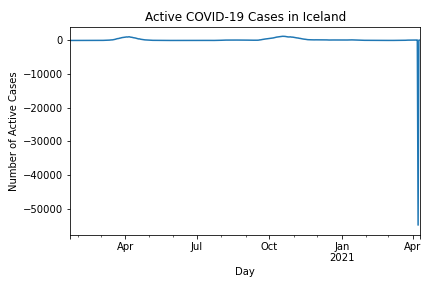 Active COVID-19 Cases in Iceland
0
−10000
−20000
−30000
−40000
−50000
Number of Active Cases
Apr Jul Oct Jan Apr
2021
Day